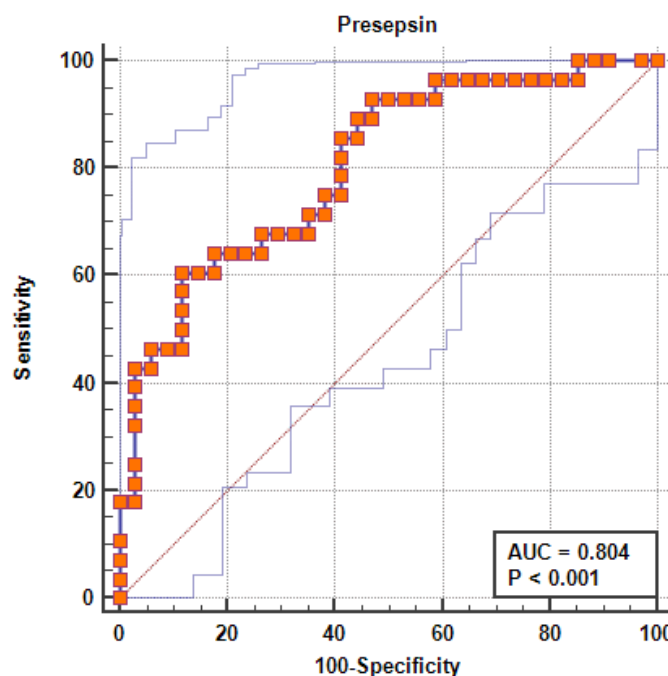 Presepsin
100
80
60
40
20
0
Sensitivity
AUC = 0.804
P < 0.001
0 20 40 60 80 100
100-Specificity